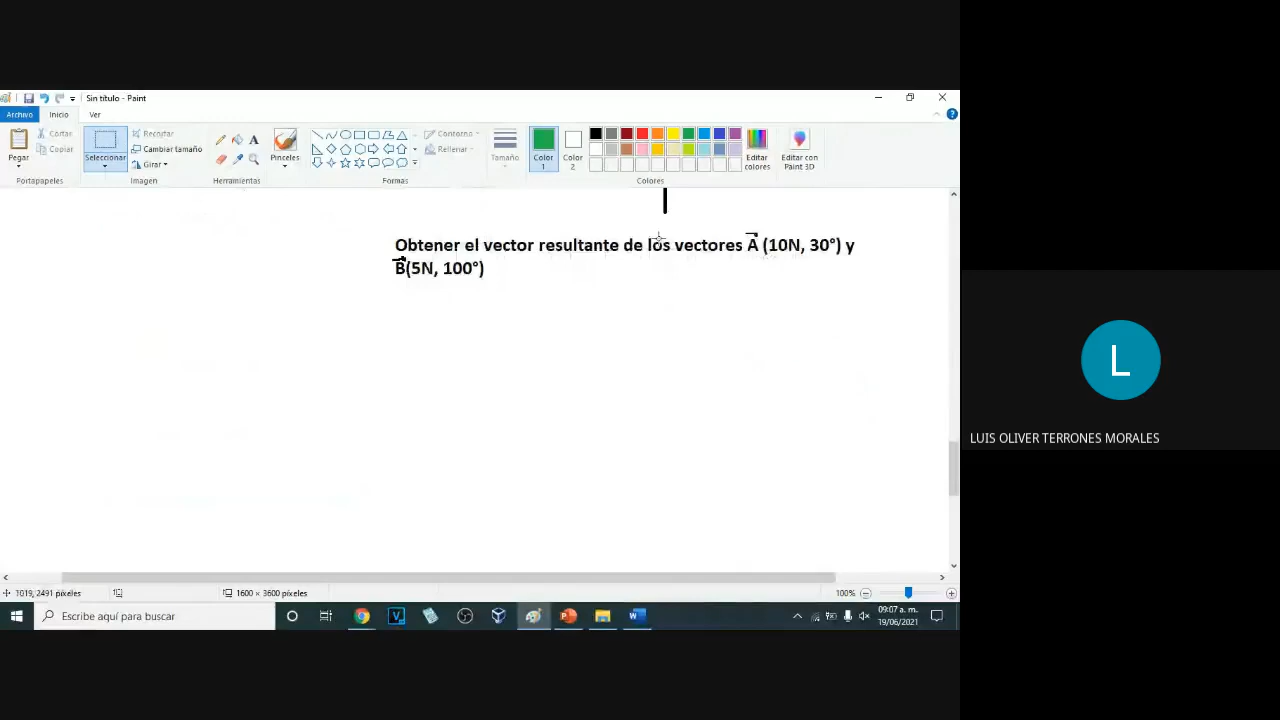 Sin título - Paint
Archivo Inicio Ver
Pegar
Cortar
Copiar
Portapapeles
Seleccionar
Recortar
Cambiar tamaño
Girar
Imagen
Herramientas
Pinceles
Contorno
Rellenar
Formas
Tamaño
Color 1
Color 2
Editar colores
Editar con Paint 3D
Colores
Obtener el vector resultante de los vectores A⃗ (10N, 30°) y
B⃗(5N, 100°)
L
LUIS OLIVER TERRONES MORALES
1019, 2491 píxeles
1600 × 3600 píxeles
100%
Escribe aquí para buscar
09:07 a. m.
19/06/2021